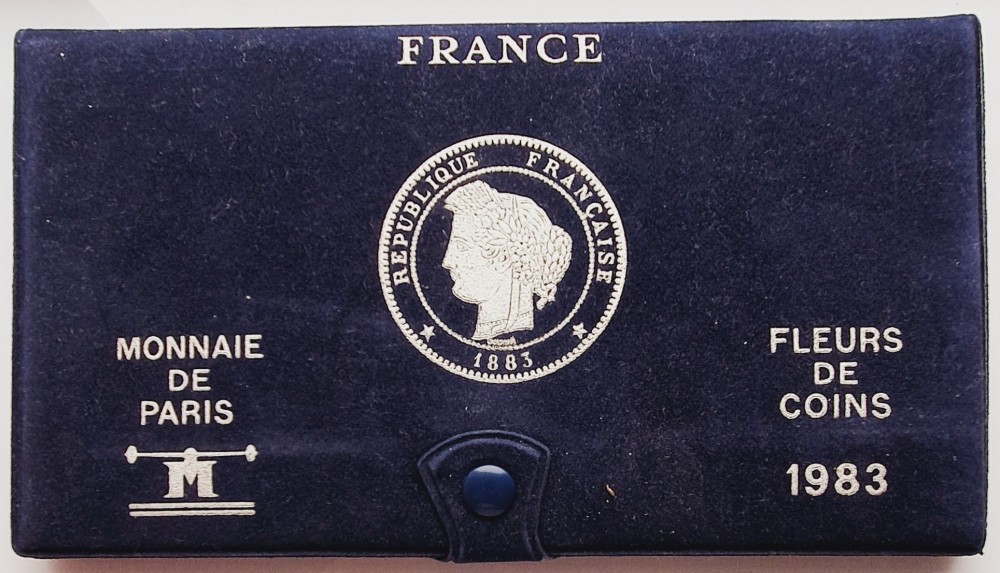 FRANCE
REPUBLIQUE FRANÇAISE
1883
MONNAIE
DE
PARIS
M
FLEURS
DE
COINS
1983